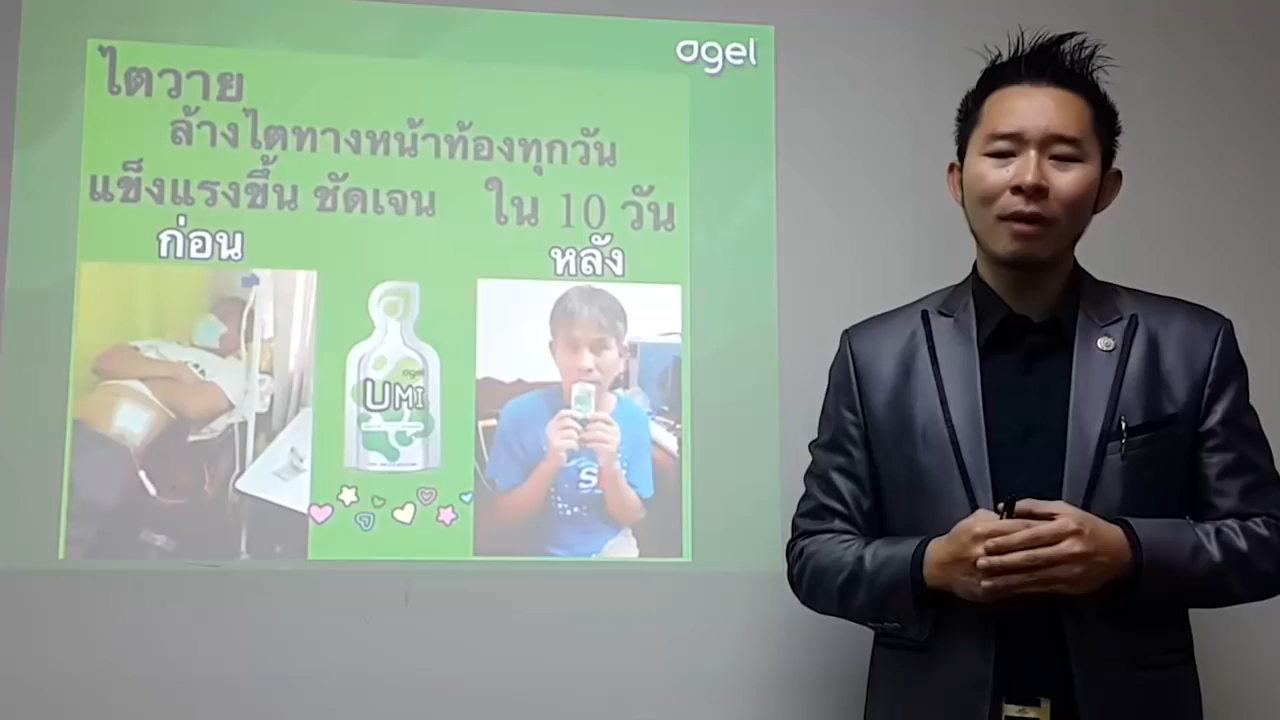 agel
ไตวาย
ล้างไตทางหน้าท้องทุกวัน
แข็งแรงขึ้น ชัดเจน ใน 10 วัน
ก่อน
หลัง
agel
UMI